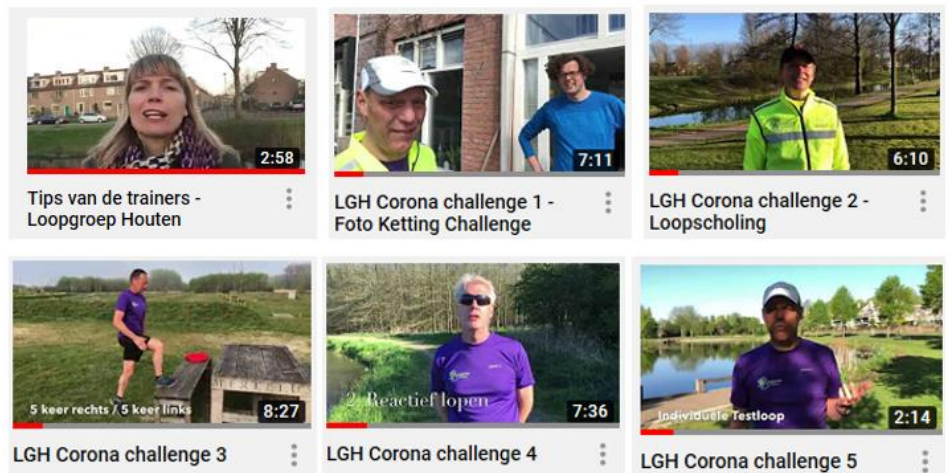 2:58
7:11
6:10
Tips van de trainers -
Loopgroep Houten
LGH Corona challenge 1 -
Foto Ketting Challenge
LGH Corona challenge 2 -
Loopscholing
5 keer rechts / 5 keer links
8:27
2. Reactief lopen
7:36
Individuele Testloop
2:14
LGH Corona challenge 3
LGH Corona challenge 4
LGH Corona challenge 5